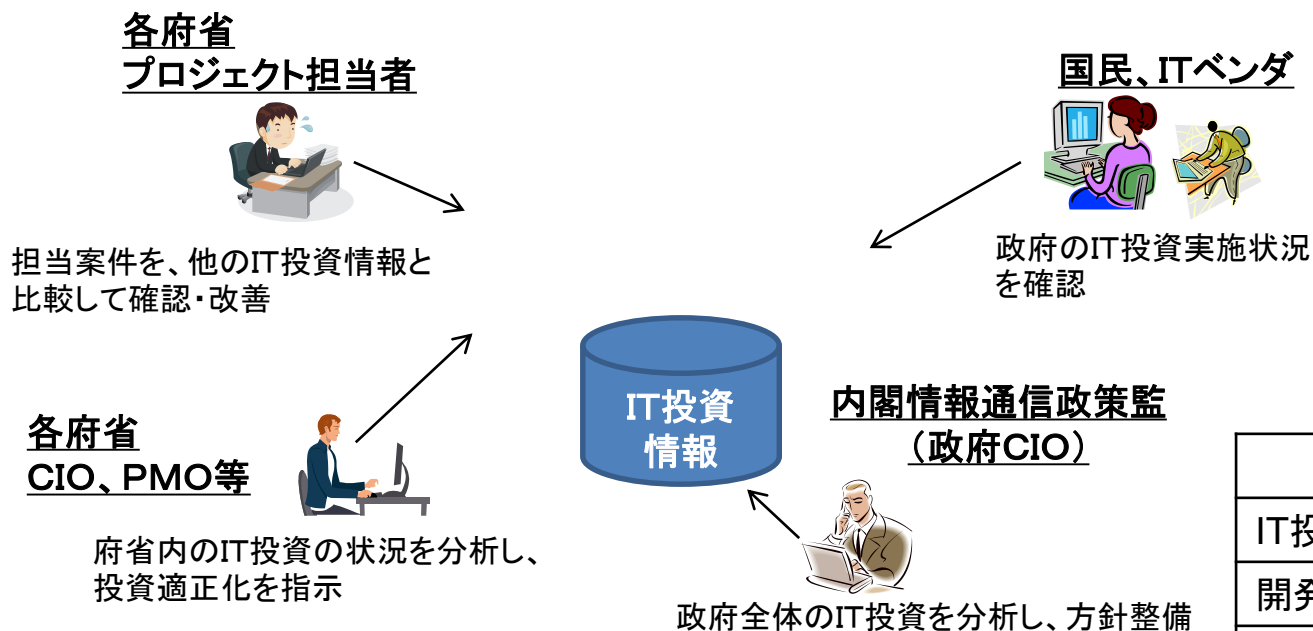 各府省
プロジェクト担当者
担当案件を、他のIT投資情報と
比較して確認・改善
国民、ITベンダ
政府のIT投資実施状況
を確認
各府省
CIO、PMO等
府省内のIT投資の状況を分析し、
投資適正化を指示
IT投資
情報
内閣情報通信政策監
（政府CIO）
政府全体のIT投資を分析し、方針整備
IT投
開発